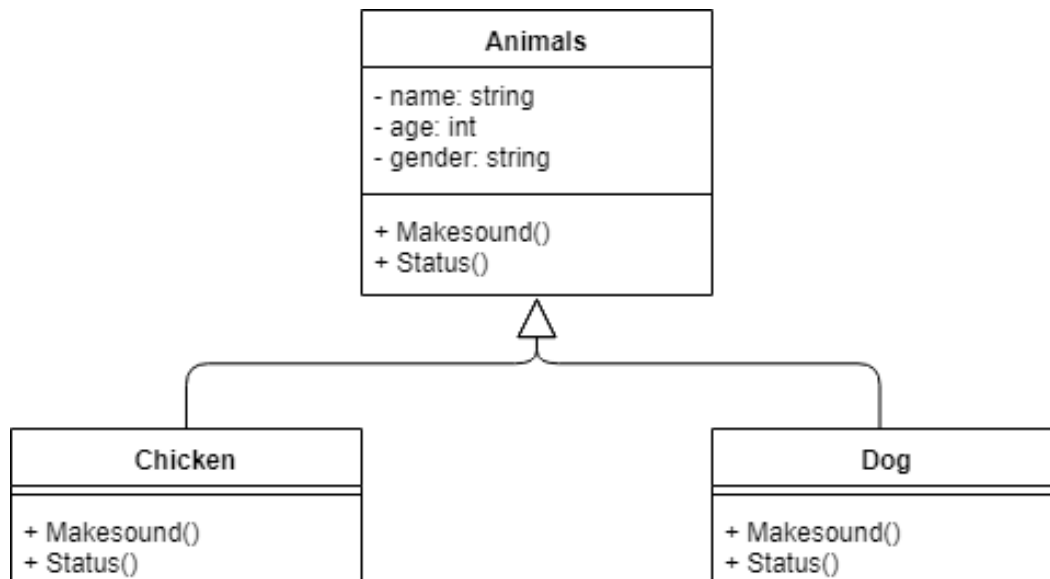 Animals
- name: string
- age: int
- gender: string
+ Makesound()
+ Status()
Chicken
+ Makesound()
+ Status()
Dog
+ Makesound()
+ Status()